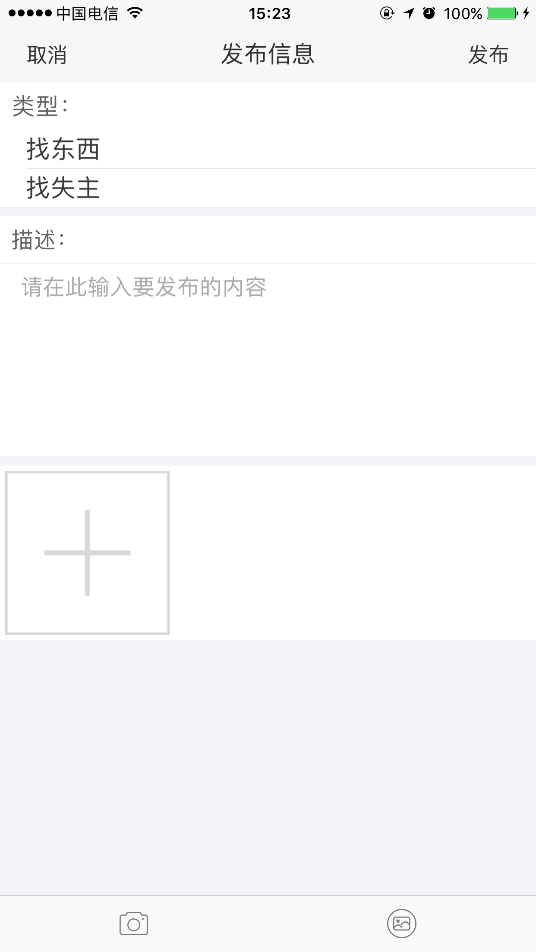 中国电信 15:23 100%
取消 发布信息 发布
类型：
找东西
找失主
描述：
请在此输入要发布的内容